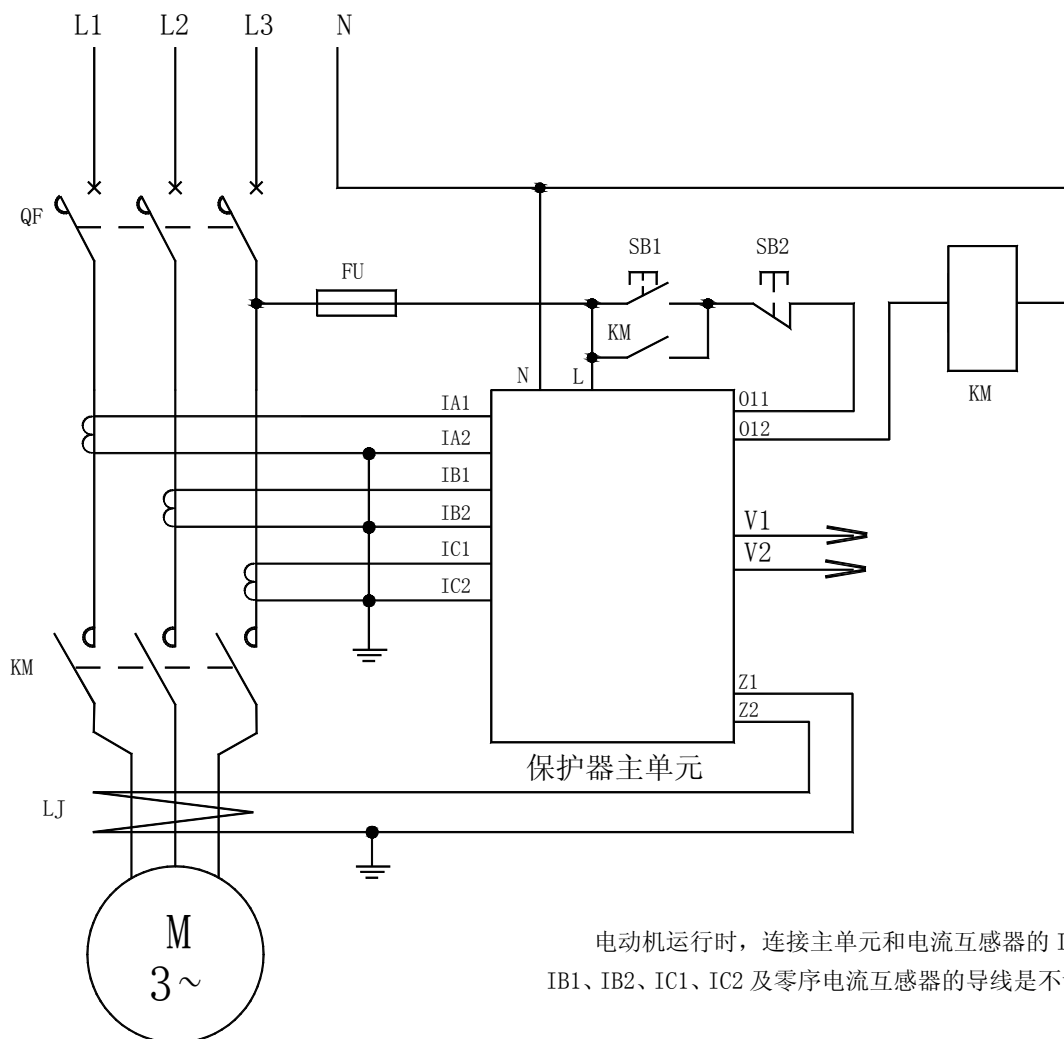 L1 L2 L3 N
QF
SB1 SB2
FU
KM
N L
KM
IA1 O11
IA2 O12
IB1
IB2 V1
IC1 V2
IC2
KM
Z1
Z2
保护器主单元
LJ
M
3~
电动机运行时，连接主单元和电流互感器的 I
IB1、IB2、IC1、IC2 及零序电流互感器的导线是不